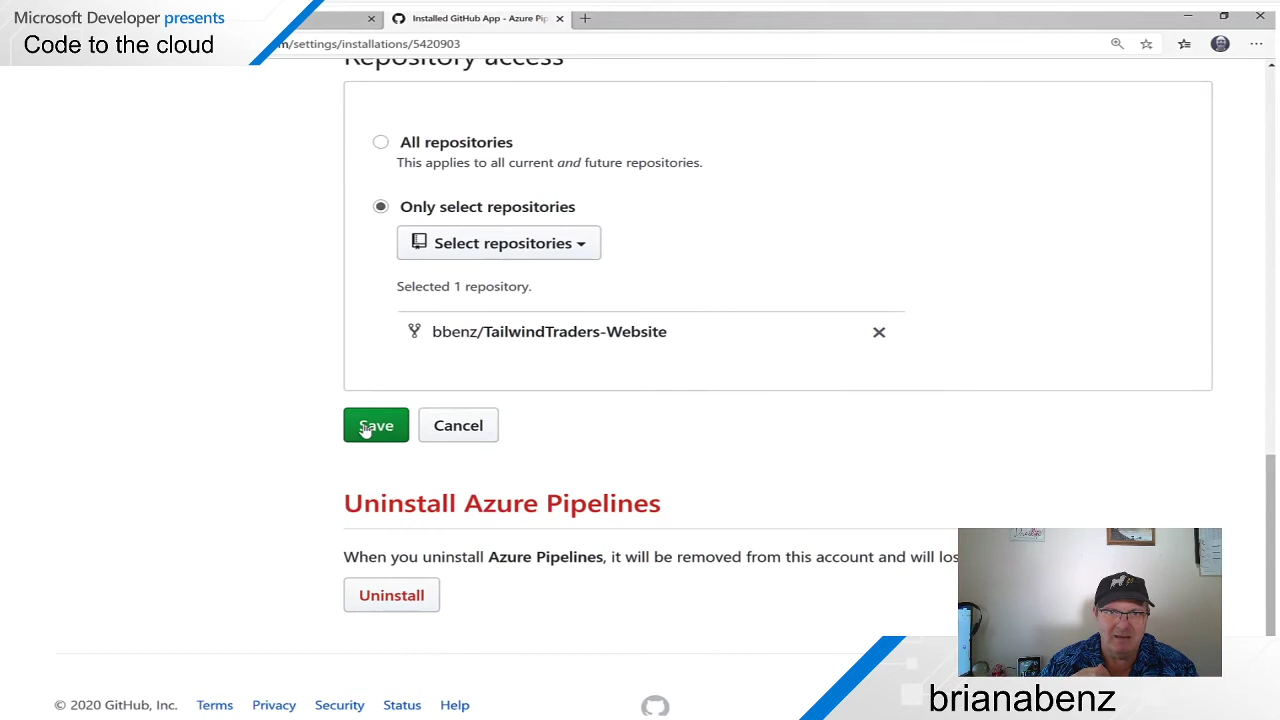 Microsoft Developer presents
Code to the cloud
Installed GitHub App - Azure Pip
m/settings/installations/5420903
Repository access
All repositories
This applies to all current and future repositories.
Only select repositories
Select repositories
Selected 1 repository.
bbenz/TailwindTraders-Website
Save
Cancel
Uninstall Azure Pipelines
When you uninstall Azure Pipelines, it will be removed from this account and will los
Uninstall
© 2020 GitHub, Inc. Terms Privacy Security Status Help
brianabenz